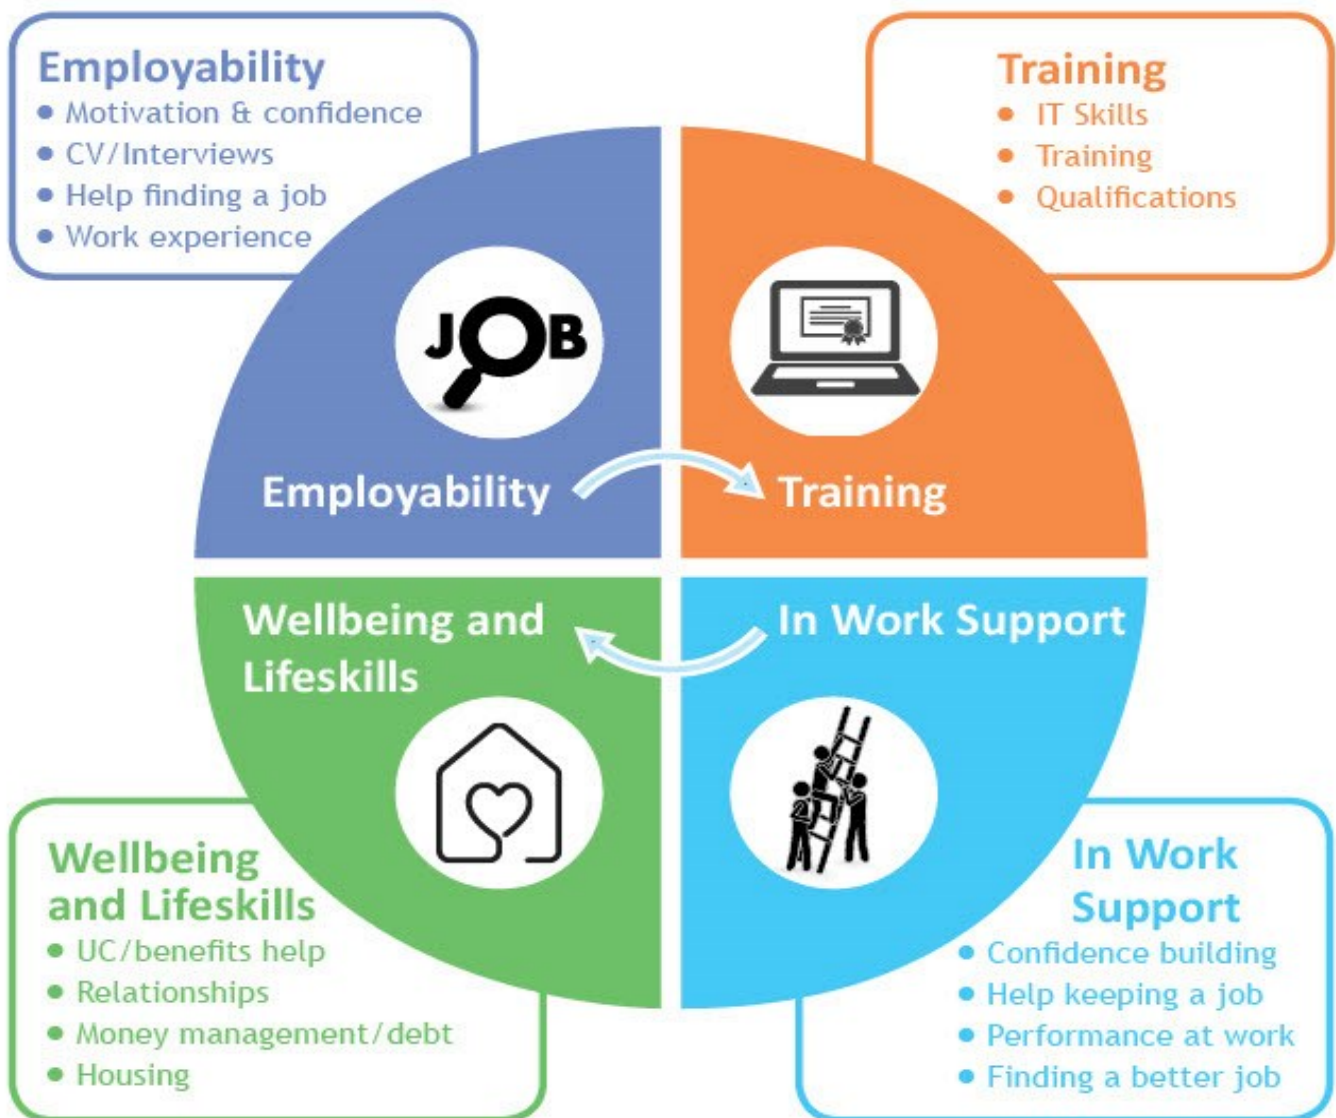 Employability
• Motivation & confidence
• CV/Interviews
• Help finding a job
• Work experience
Training
• IT Skills
• Training
• Qualifications
JOB
Employability
Training
Wellbeing and
Lifeskills
In Work Support
Wellbeing
and Lifeskills
• UC/benefits help
• Relationships
• Money management/debt
• Housing
In Work
Support
• Confidence building
• Help keeping a job
• Performance at work
• Finding a better job